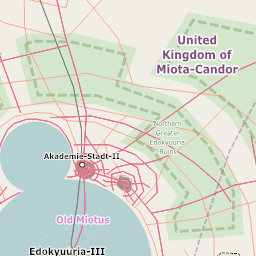 United
Kingdom of
Miota-Candor
Northern
Greater
Edokyuuria
Ruins
Akademie-Stadt-II
Old Miotus
Edokyuuria-III